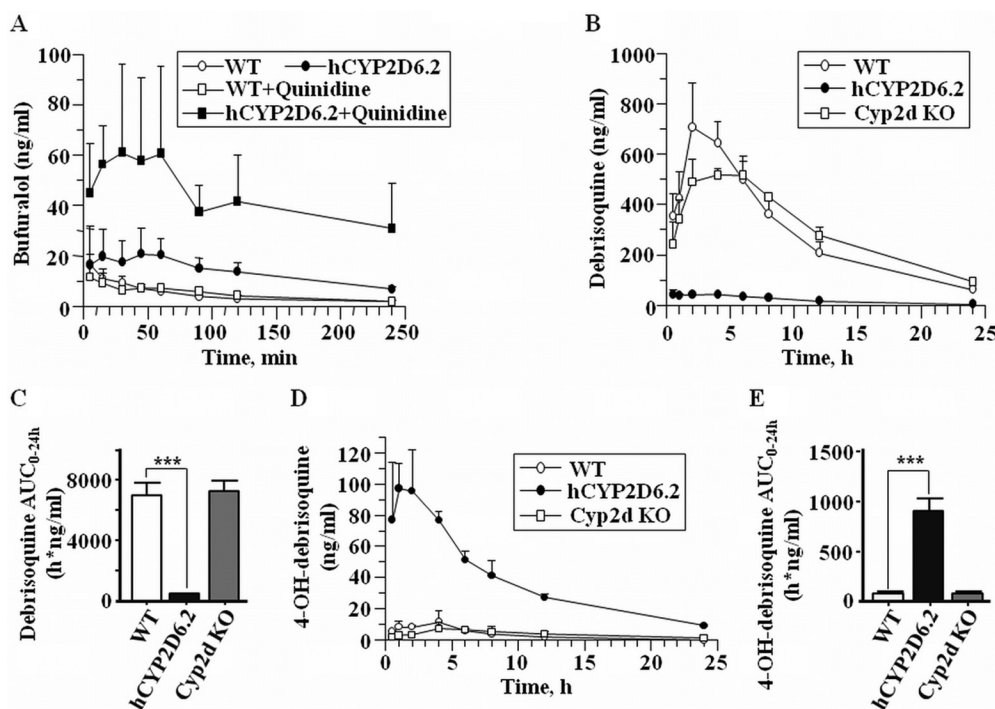 A
Bufuralol (ng/ml)
100
80
60
40
20
0
WT hCYP2D6.2
WT+Quinidine
hCYP2D6.2+Quinidine
0 50 100 150 200 250
Time, min
B
Debrisoquine (ng/ml)
1000
800
600
400
200
0
WT
hCYP2D6.2
Cyp2d KO
0 5 10 15 20 25
Time, h
C
Debrisoquine AUC0-24h
(h*ng/ml)
8000
4000
0
***
WT
hCYP2D6.2
Cyp2d KO
D
4-OH-debrisoquine
(ng/ml)
120
100
80
60
40
20
0
WT
hCYP2D6.2
Cyp2d KO
0 5 10 15 20 25
Time, h
E
4-OH-debrisoquine AUC0-24h
(h*ng/ml)
1500
1000
500
0
***
WT
hCYP2D6.2
Cyp2d KO